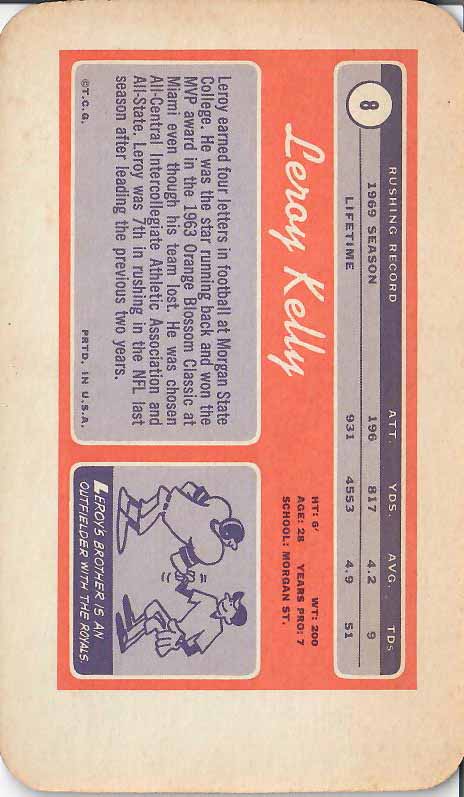 8
RUSHING RECORD ATT. YDS. AVG. TDS
1969 SEASON 196 817 4.2 9
LIFETIME 931 4553 4.9 51
Leroy Kelly
HT: 6' WT: 200
AGE: 28 YEARS PRO: 7
SCHOOL: MORGAN ST.
Leroy earned four letters in football at Morgan State
College. He was the star running back and won the
MVP award in the 1963 Orange Blossom Classic at
Miami even though his team lost. He was chosen
All-Central Intercollegiate Athletic Association and
All-State. Leroy was 7th in rushing in the NFL last
season after leading the previous two years.
©T.C.G. PRTD. IN U.S.A.
LEROY'S BROTHER IS AN
OUTFIELDER WITH THE ROYALS.